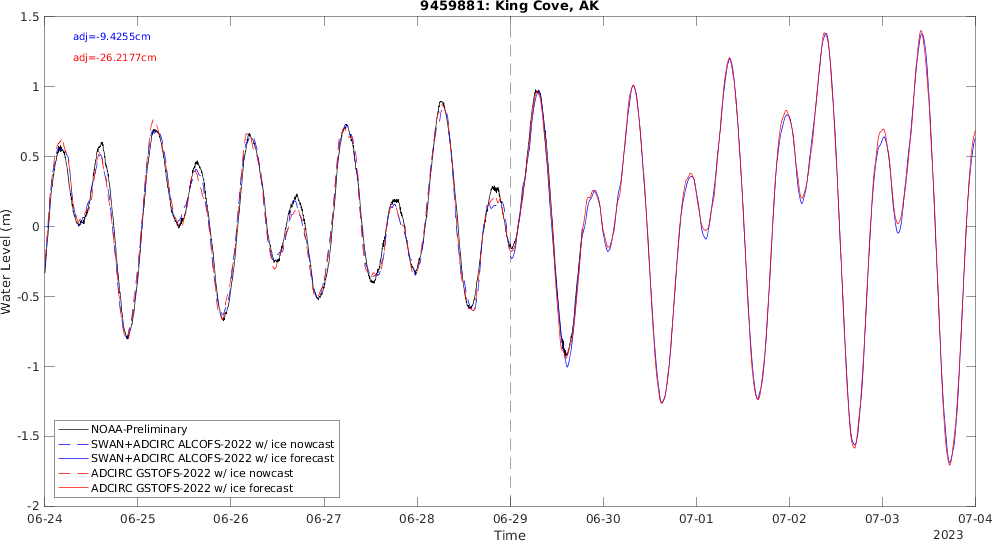 9459881: King Cove, AK
adj=-9.4255cm
adj=-26.2177cm
Water Level (m)
1.5
1
0.5
0
-0.5
-1
-1.5
-2
NOAA-Preliminary
SWAN+ADCIRC ALCOFS-2022 w/ ice nowcast
SWAN+ADCIRC ALCOFS-2022 w/ ice forecast
ADCIRC GSTOFS-2022 w/ ice nowcast
ADCIRC GSTOFS-2022 w/ ice forecast
06-24 06-25 06-26 06-27 06-28 06-29 06-30 07-01 07-02 07-03 07-04
Time
2023